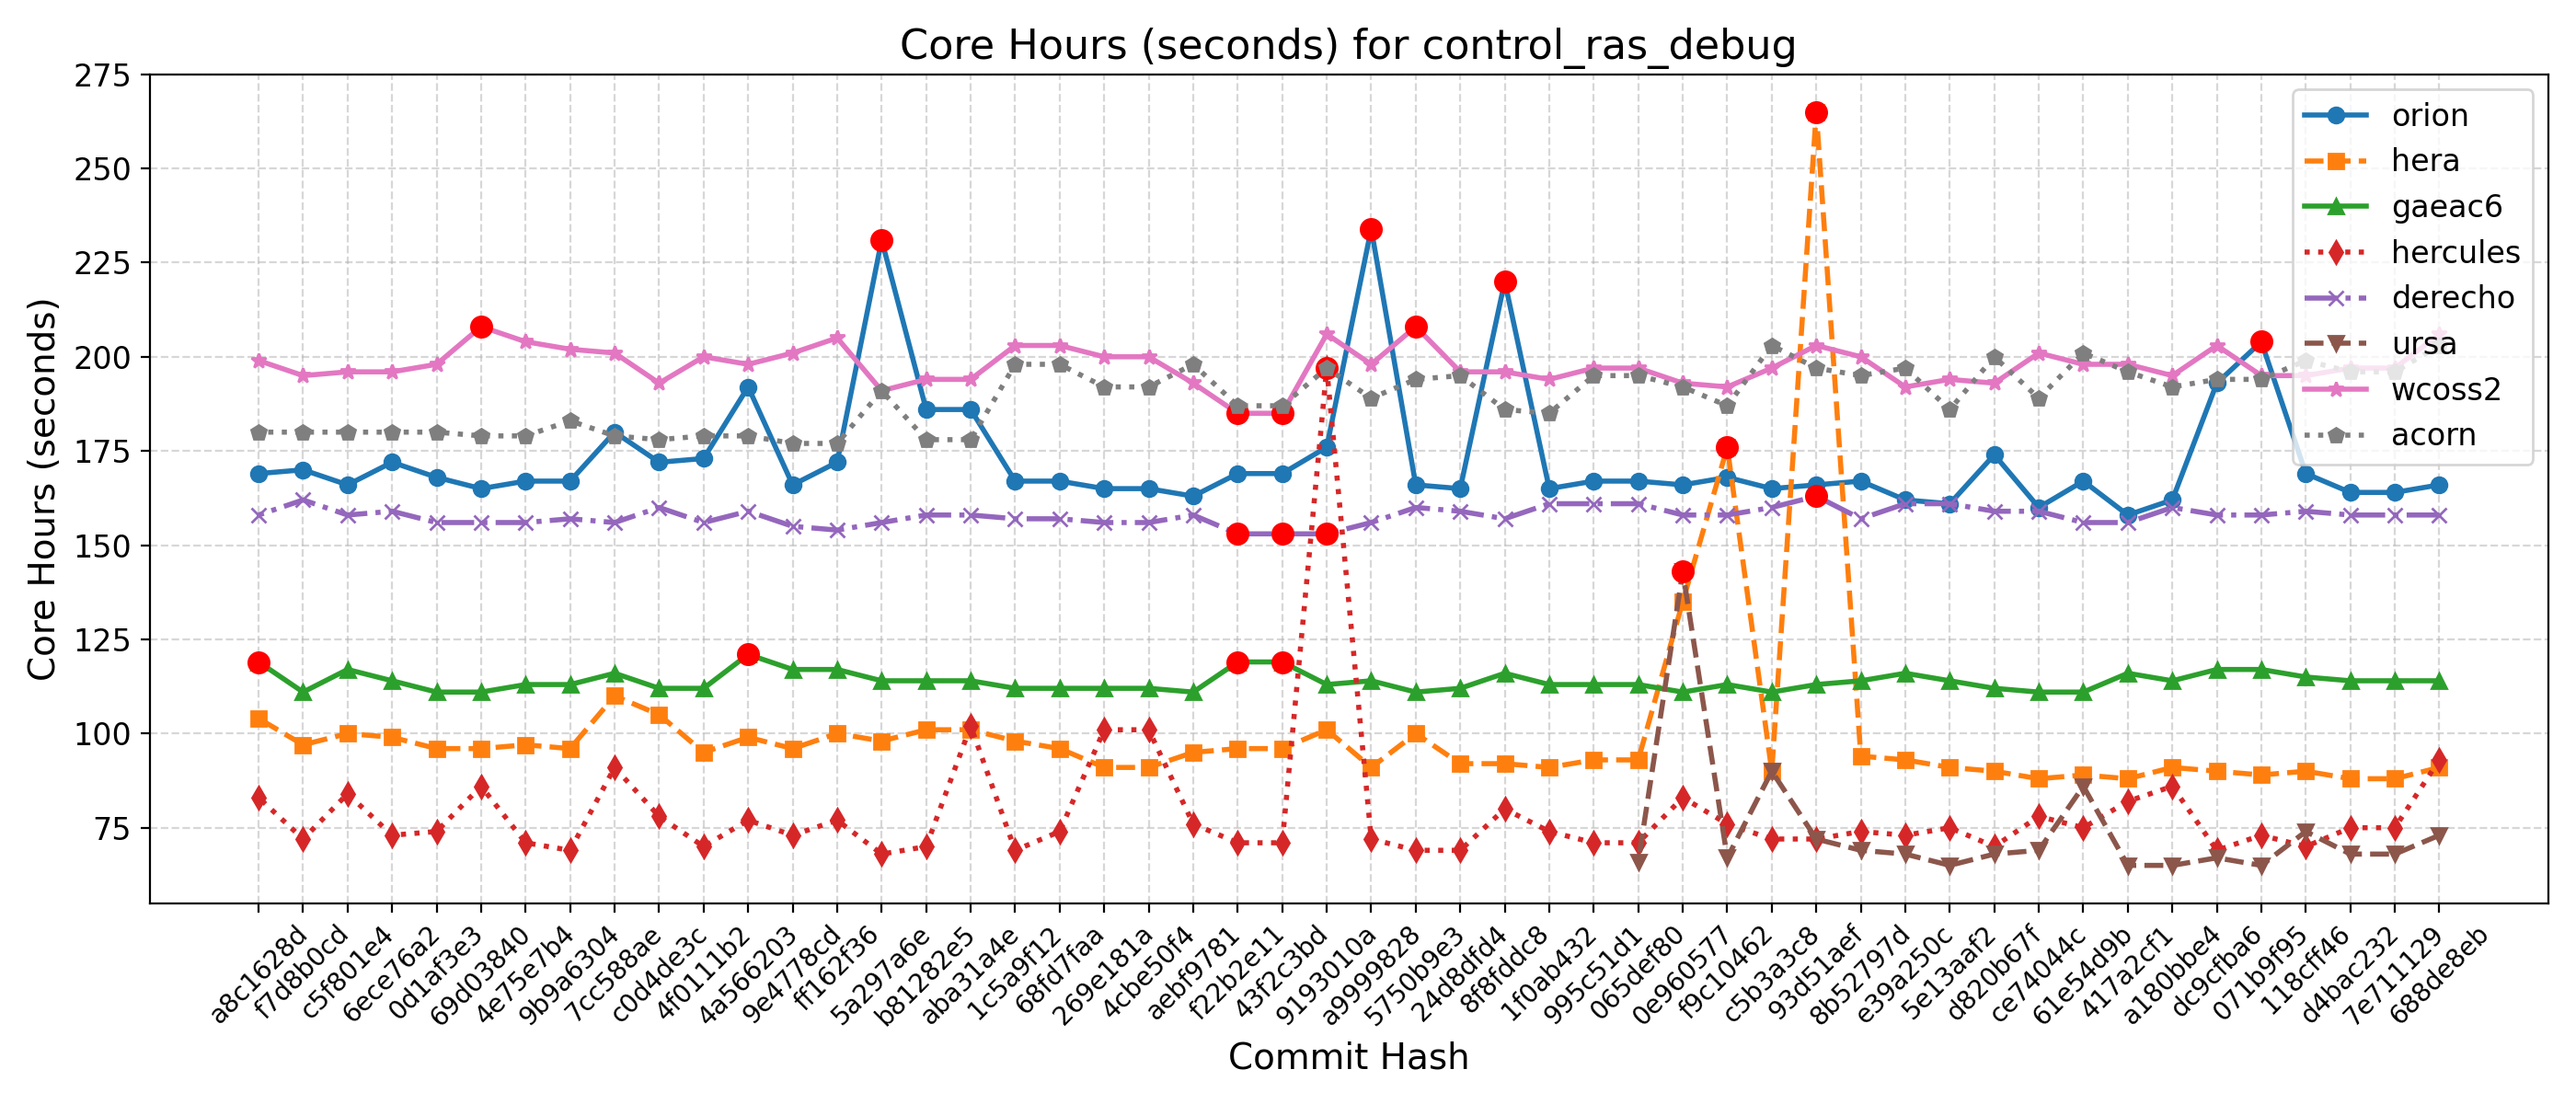 Core Hours (seconds) for control_ras_debug
Core Hours (seconds)
275
250
225
200
175
150
125
100
75
orion
hera
gaeac6
hercules
derecho
ursa
wcoss2
acorn
a8c1628d
f7d8b0cd
c5f801e4
6ece76a2
0d1af3e3
69d03840
4e75e7b4
9b9a6304
7cc588ae
c0d4de3c
4f0111b2
4a566203
9e4778cd
ff162f36
5a297a6e
b81282e5
aba31a4e
1c5a9f12
68fd7faa
269e181a
4cbe50f4
aebf9781
f22b2e11
43f2c3bd
9193010a
a9999828
5750b9e3
24d8dfd4
8f8fddc8
1f0ab432
995c51d1
065def80
0e960577
f9c10462
c5b3a3c8
93d51aef
8b52797d
e39a250c
5e13aaf2
d820b67f
ce74044c
61e54d9b
417a2cf1
a180bbe4
dc9cfba6
071b9f95
118cff46
d4bac232
7e711129
688de8eb
Commit Hash